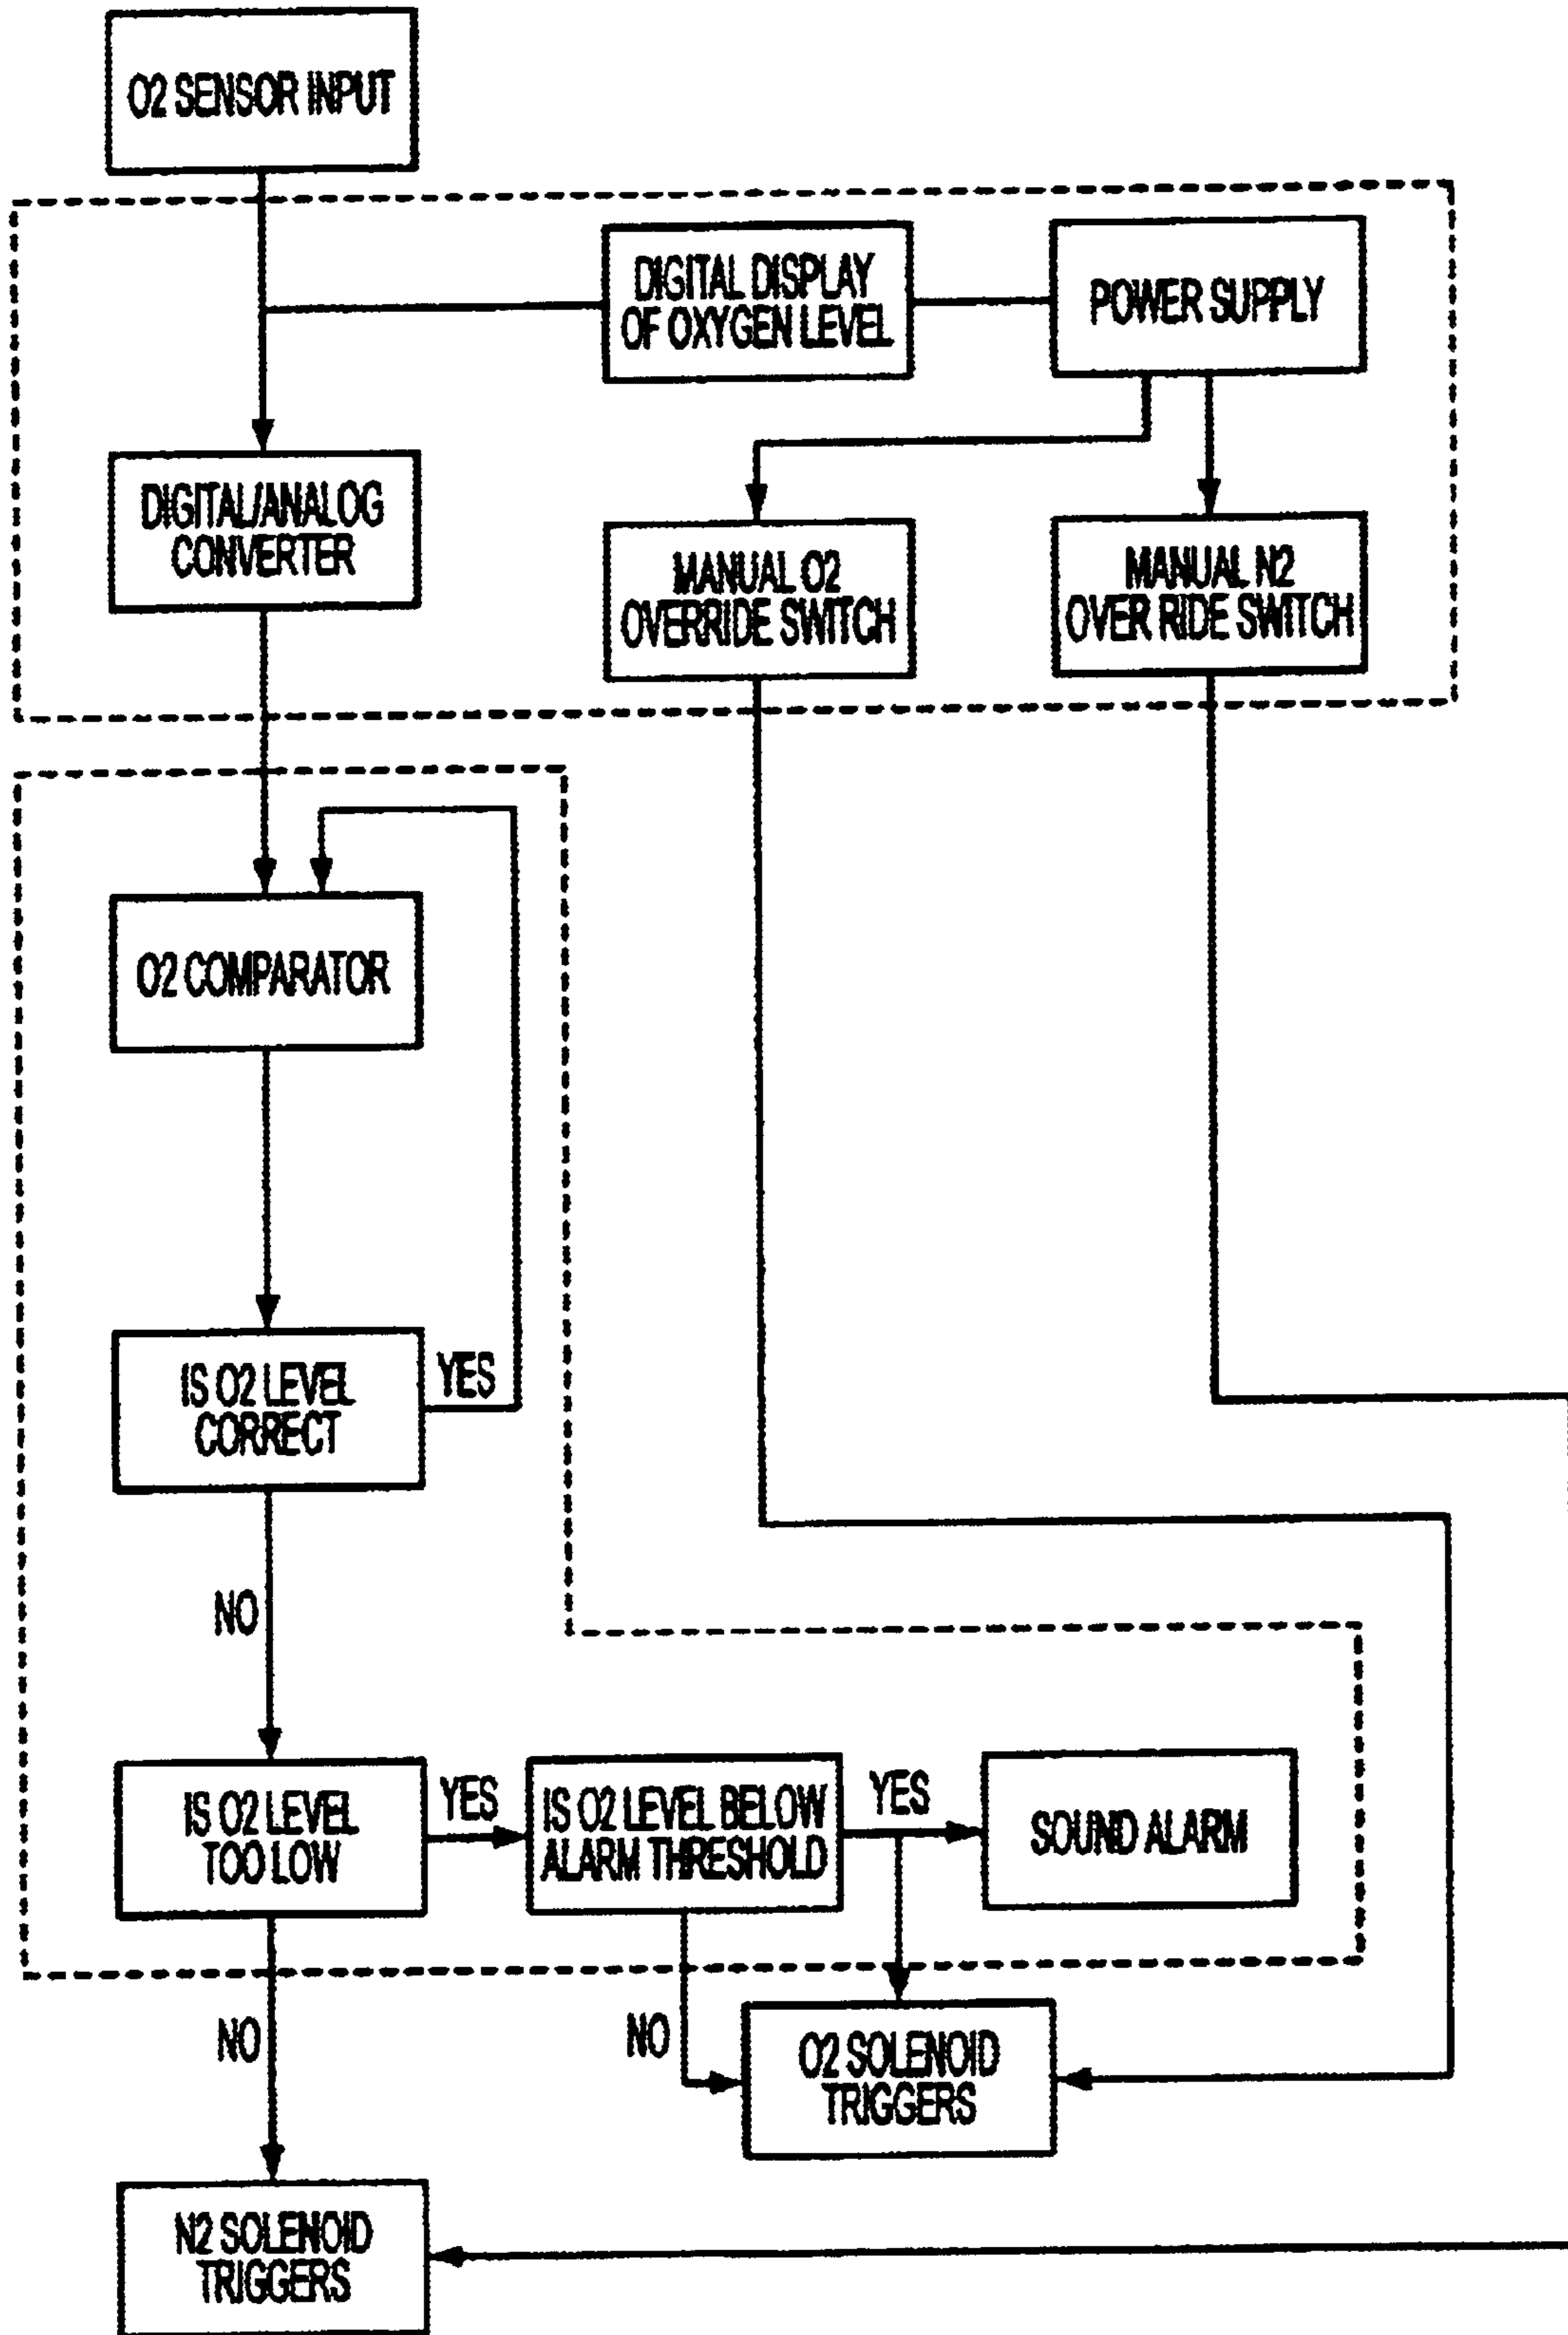 O2 SENSOR INPUT
DIGITAL DISPLAY
OF OXYGEN LEVEL
POWER SUPPLY
DIGITAL/ANALOG
CONVERTER
MANUAL O2
OVERRIDE SWITCH
MANUAL N2
OVER RIDE SWITCH
O2 COMPARATOR
IS O2 LEVEL
CORRECT
YES
NO
IS O2 LEVEL
TOO LOW
YES
IS O2 LEVEL BELOW
ALARM THRESHOLD
YES
SOUND ALARM
NO
NO
O2 SOLENOID
TRIGGERS
N2 SOLENOID
TRIGGERS